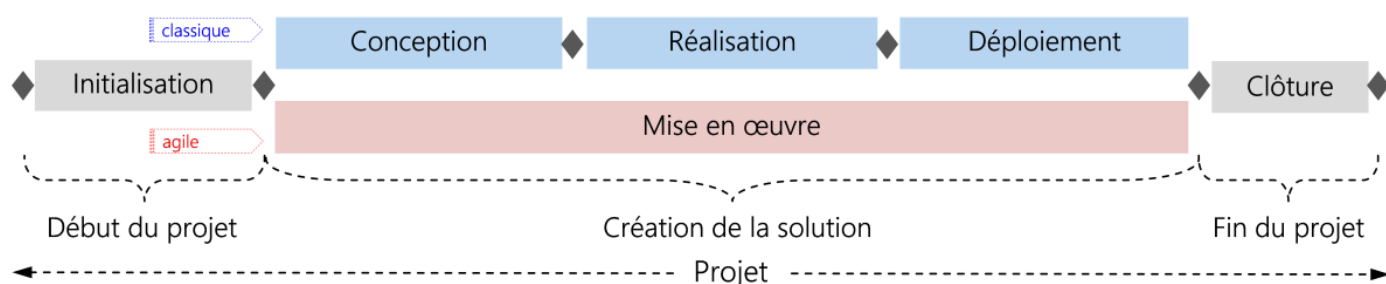 classique
Conception
Réalisation
Déploiement
Initialisation
Clôture
agile
Mise en œuvre
Début du projet
Création de la solution
Fin du projet
Projet